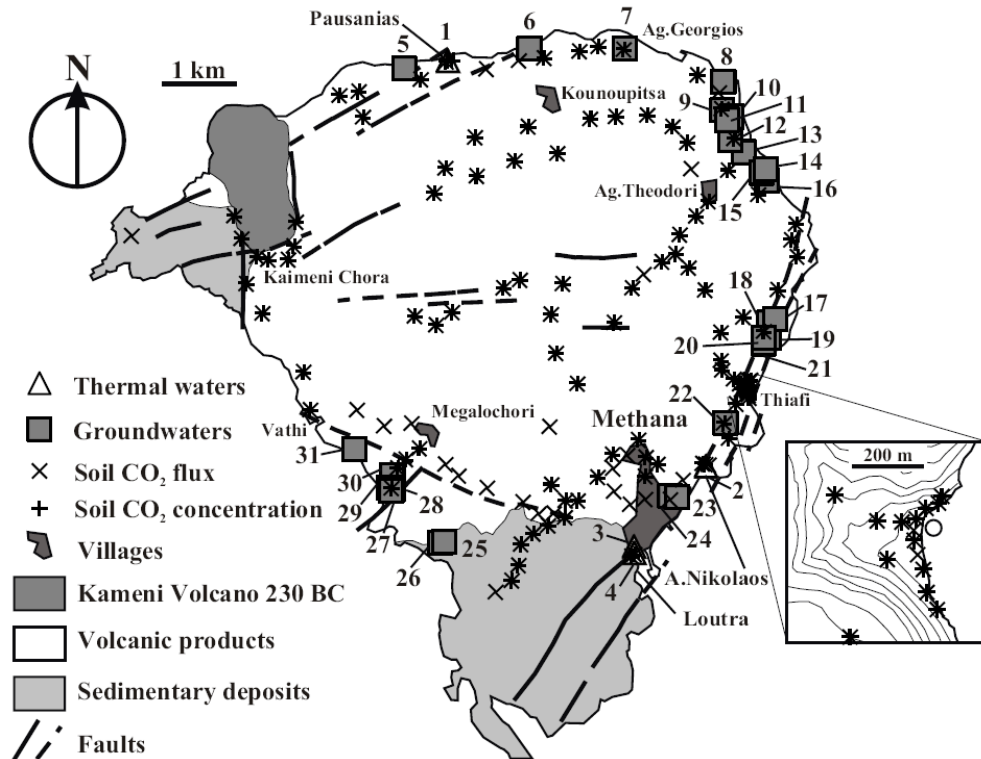 Pausanias
1
6
7
Ag.Georgios
5
N
1 km
8
Kounoupitsa
10
9
11
12
13
14
Ag.Theodori
15
16
Kaimeni Chora
18
17
20
19
21
Thermal waters
Thiafi
22
Groundwaters
Megalochori
Methana
Vathi
31
200 m
Soil CO₂ flux
30
2
Soil CO₂ concentration
29
28
23
27
3
24
Villages
25
26
A.Nikolaos
4
Kameni Volcano 230 BC
Loutra
Volcanic products
Sedimentary deposits
Faults